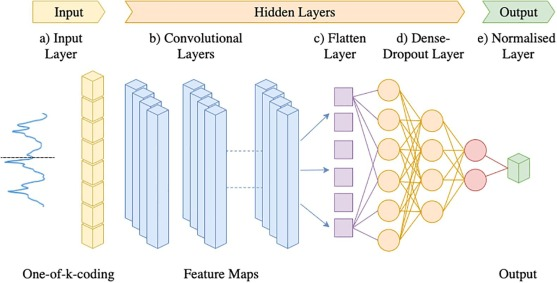 Input
Hidden Layers
Output
a) Input
Layer
b) Convolutional
Layers
c) Flatten
Layer
d) Dense-
Dropout Layer
e) Normalised
Layer
One-of-k-coding
Feature Maps
Output